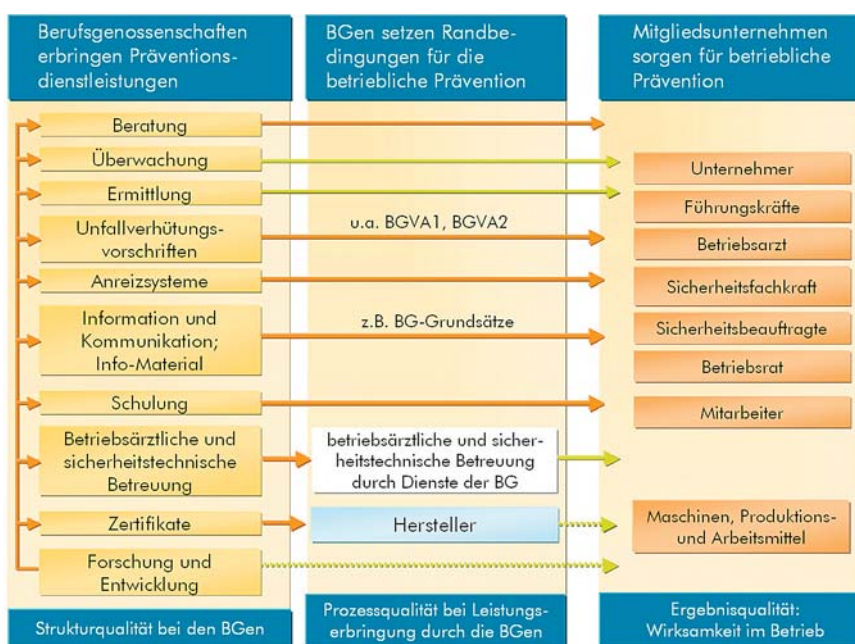 Berufsgenossenschaften
erbringen Präventions-
dienstleistungen
BGen setzen Randbe-
dingungen für die
betriebliche Prävention
Mitgliedsunternehmen
sorgen für betriebliche
Prävention
Beratung
Überwachung
Ermittlung
Unfallverhütungs-
vorschriften
Anreizsysteme
Information und
Kommunikation;
Info-Material
Schulung
Betriebsärztliche und
sicherheitstechnische
Betreuung
Zertifikate
Forschung und
Entwicklung
u.a. BGVA1, BGVA2
z.B. BG-Grundsätze
betriebsärztliche und sicher-
heitstechnische Betreuung
durch Dienste der BG
Hersteller
Unternehmer
Führungskräfte
Betriebsarzt
Sicherheitsfachkraft
Sicherheitsbeauftragte
Betriebsrat
Mitarbeiter
Maschinen, Produktions-
und Arbeitsmittel
Strukturqualität bei den BGen
Prozessqualität bei Leistungs-
erbringung durch die BGen
Ergebnisqualität:
Wirksamkeit im Betrieb